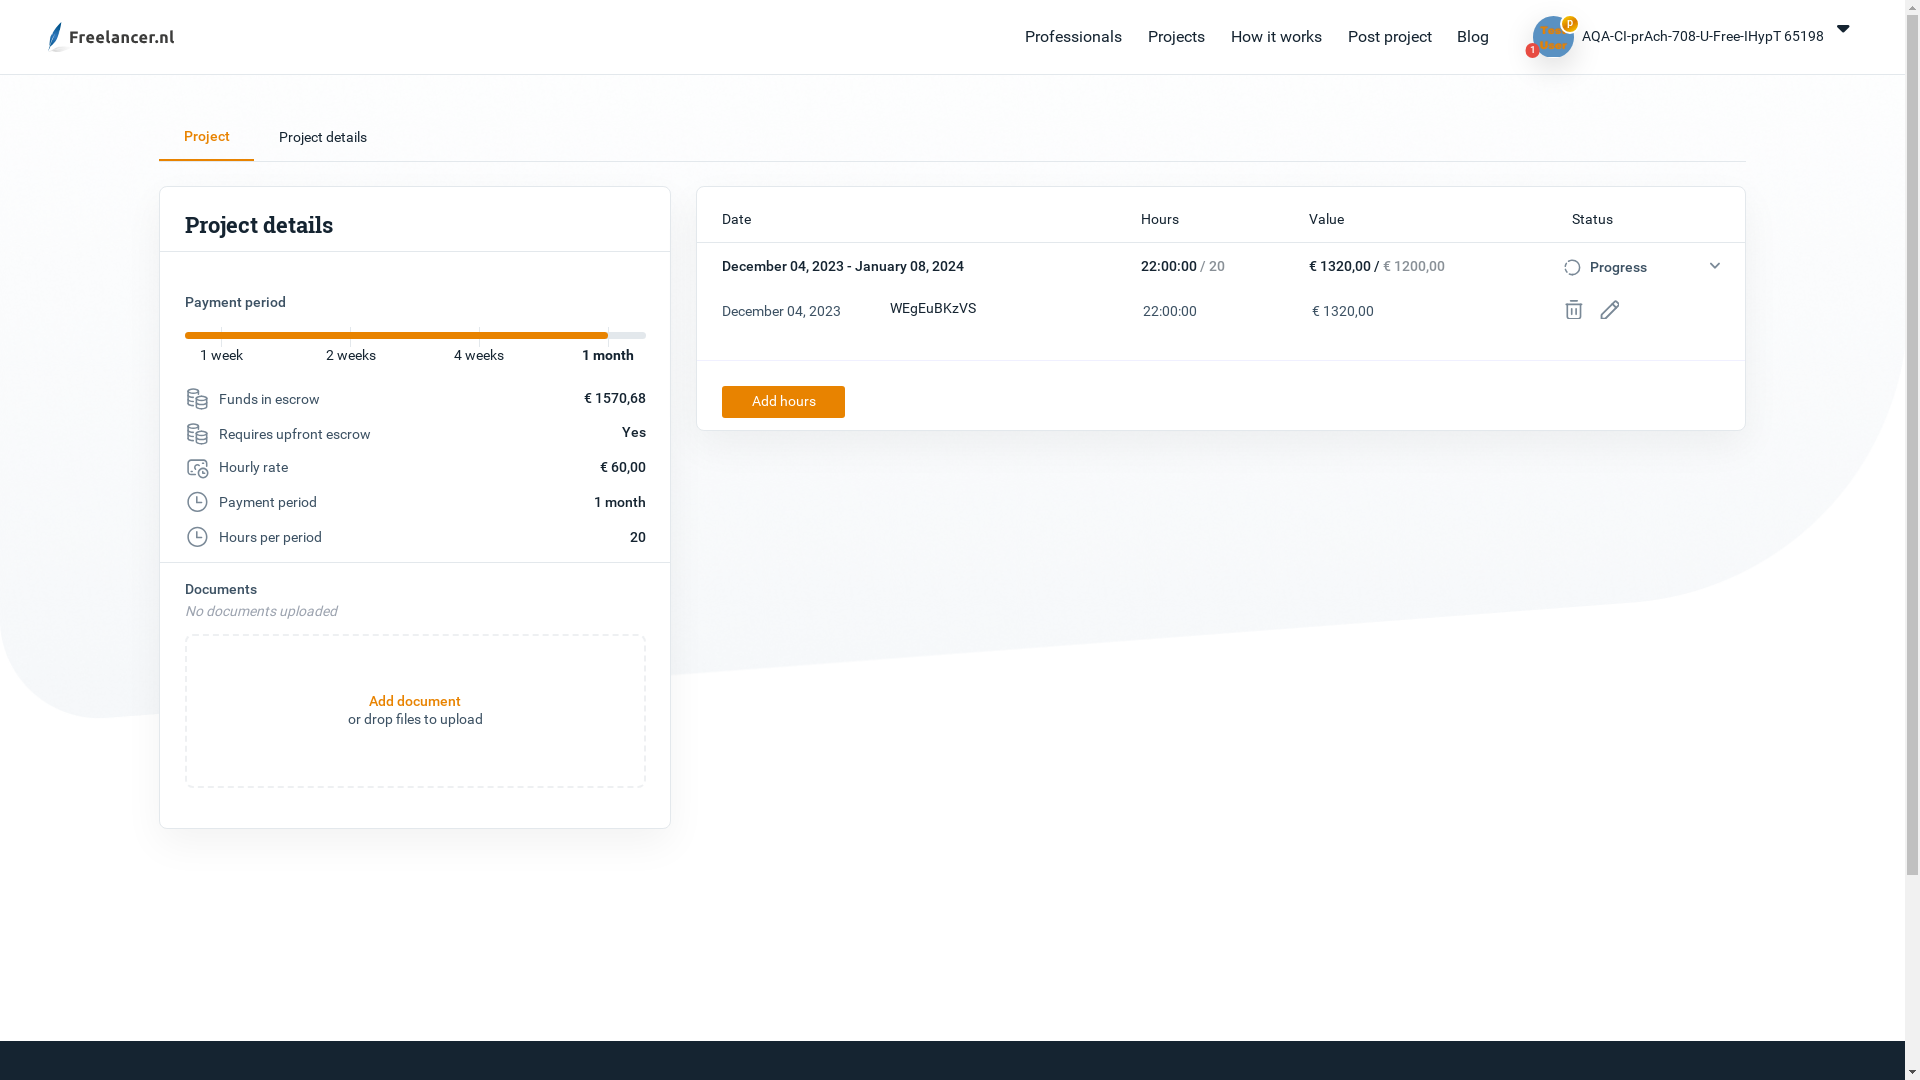 Freelancer.nl
Professionals
Projects
How it works
Post project
Blog
Test User
P
1
AQA-CI-prAch-708-U-Free-IHypT 65198
Project
Project details
Project details
Payment period
1 week
2 weeks
4 weeks
1 month
Funds in escrow € 1570,68
Requires upfront escrow Yes
Hourly rate € 60,00
Payment period 1 month
Hours per period 20
Documents
No documents uploaded
Add document
or drop files to upload
Date Hours Value Status
December 04, 2023 - January 08, 2024 22:00:00 / 20 € 1320,00 / € 1200,00 Progress
December 04, 2023 WEgEuBKzVS 22:00:00 € 1320,00
Add hours